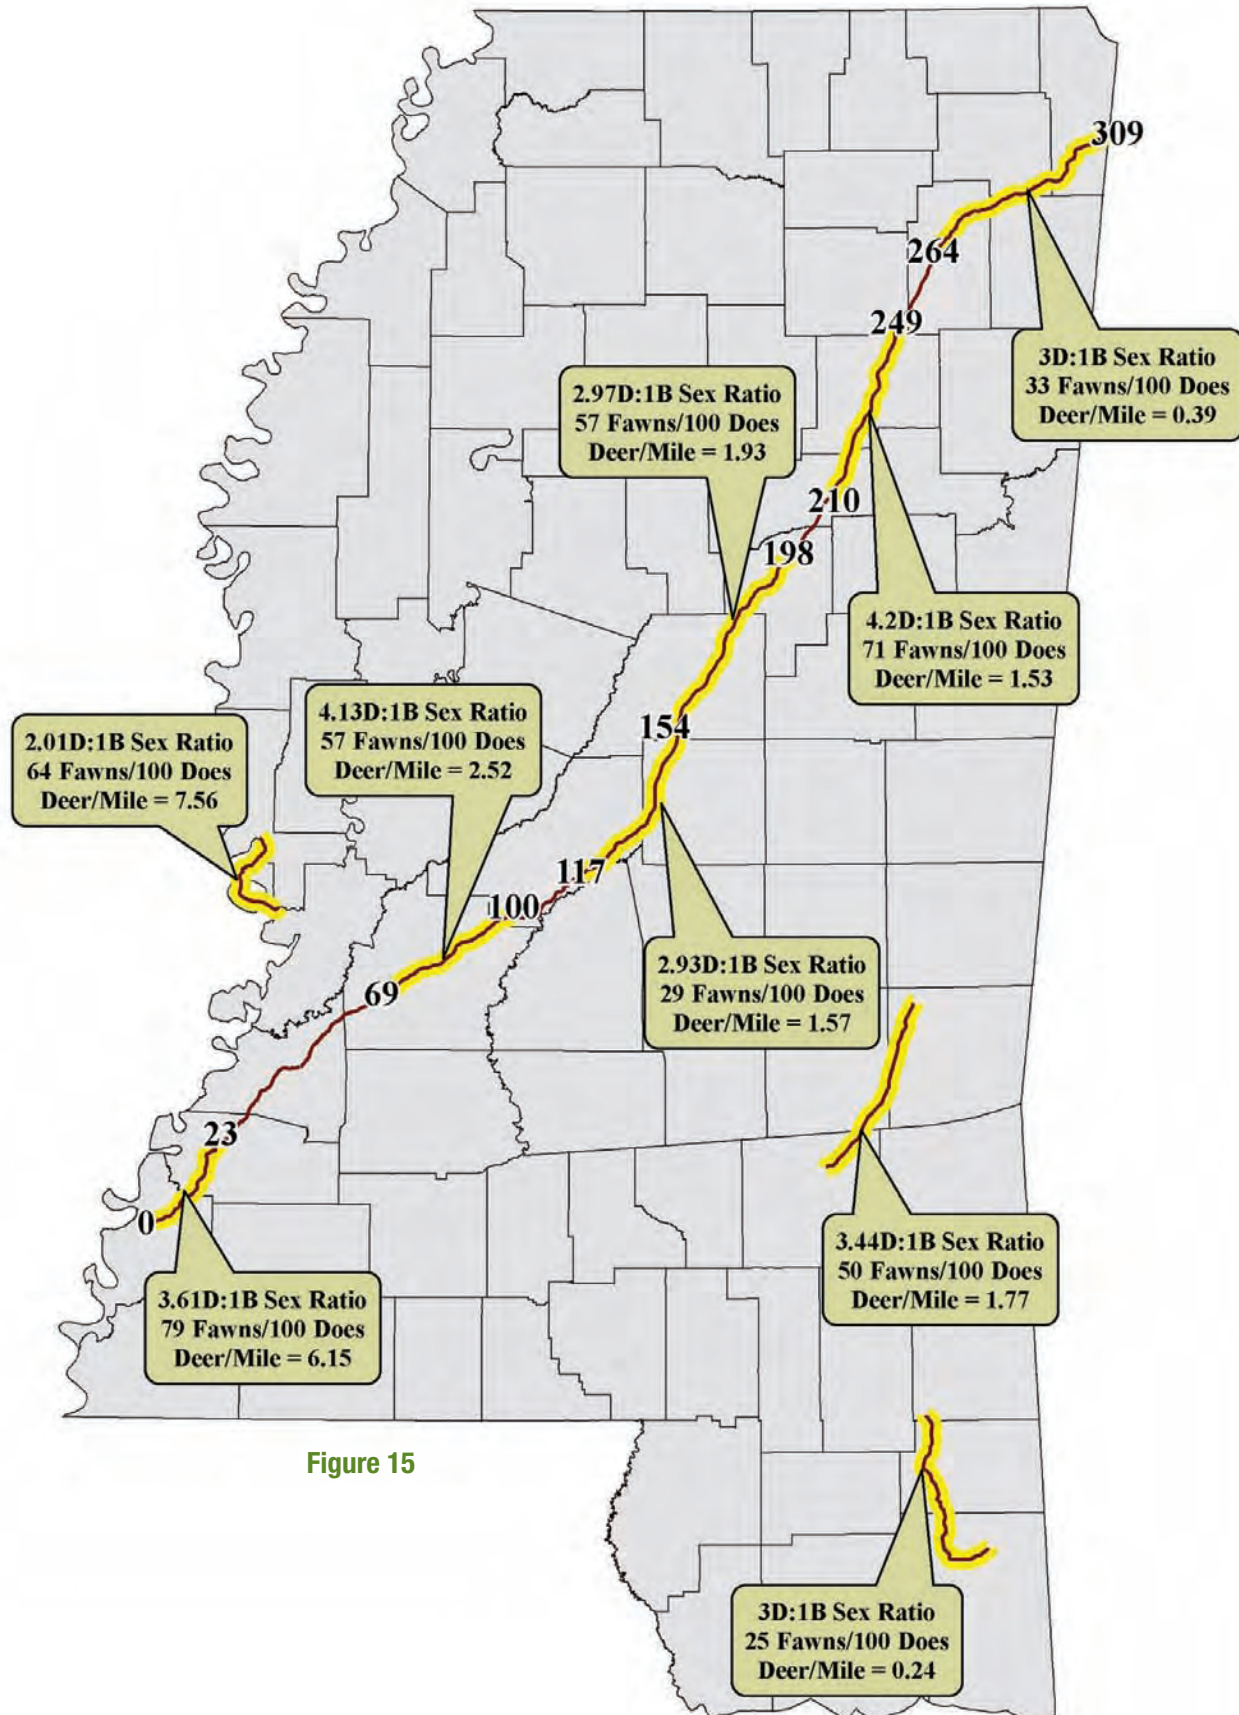 309
264
249
3D:1B Sex Ratio
33 Fawns/100 Does
Deer/Mile = 0.39
2.97D:1B Sex Ratio
57 Fawns/100 Does
Deer/Mile = 1.93
210
198
4.2D:1B Sex Ratio
71 Fawns/100 Does
Deer/Mile = 1.53
154
4.13D:1B Sex Ratio
57 Fawns/100 Does
Deer/Mile = 2.52
2.01D:1B Sex Ratio
64 Fawns/100 Does
Deer/Mile = 7.56
117
100
2.93D:1B Sex Ratio
29 Fawns/100 Does
Deer/Mile = 1.57
69
23
0
3.44D:1B Sex Ratio
50 Fawns/100 Does
Deer/Mile = 1.77
3.61D:1B Sex Ratio
79 Fawns/100 Does
Deer/Mile = 6.15
Figure 15
3D:1B Sex Ratio
25 Fawns/100 Does
Deer/Mile = 0.24